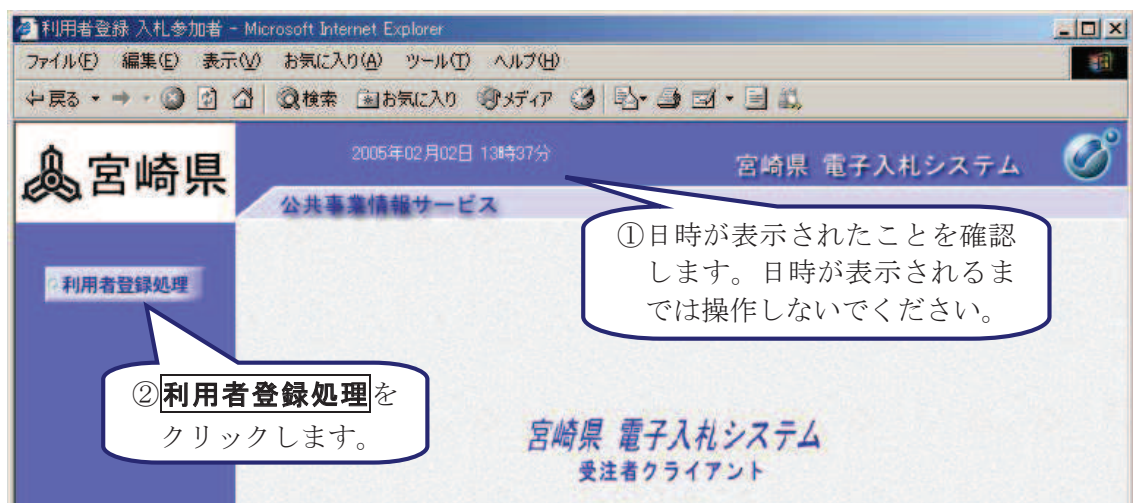 利用者登録 入札参加者 - Microsoft Internet Explorer
ファイル(F) 編集(E) 表示(V) お気に入り(A) ツール(T) ヘルプ(H)
戻る 検索 お気に入り メディア
宮崎県
2005年02月02日 13時37分
宮崎県 電子入札システム
公共事業情報サービス
①日時が表示されたことを確認
します。日時が表示されるま
では操作しないでください。
利用者登録処理
②利用者登録処理を
クリックします。
宮崎県 電子入札システム
受注者クライアント